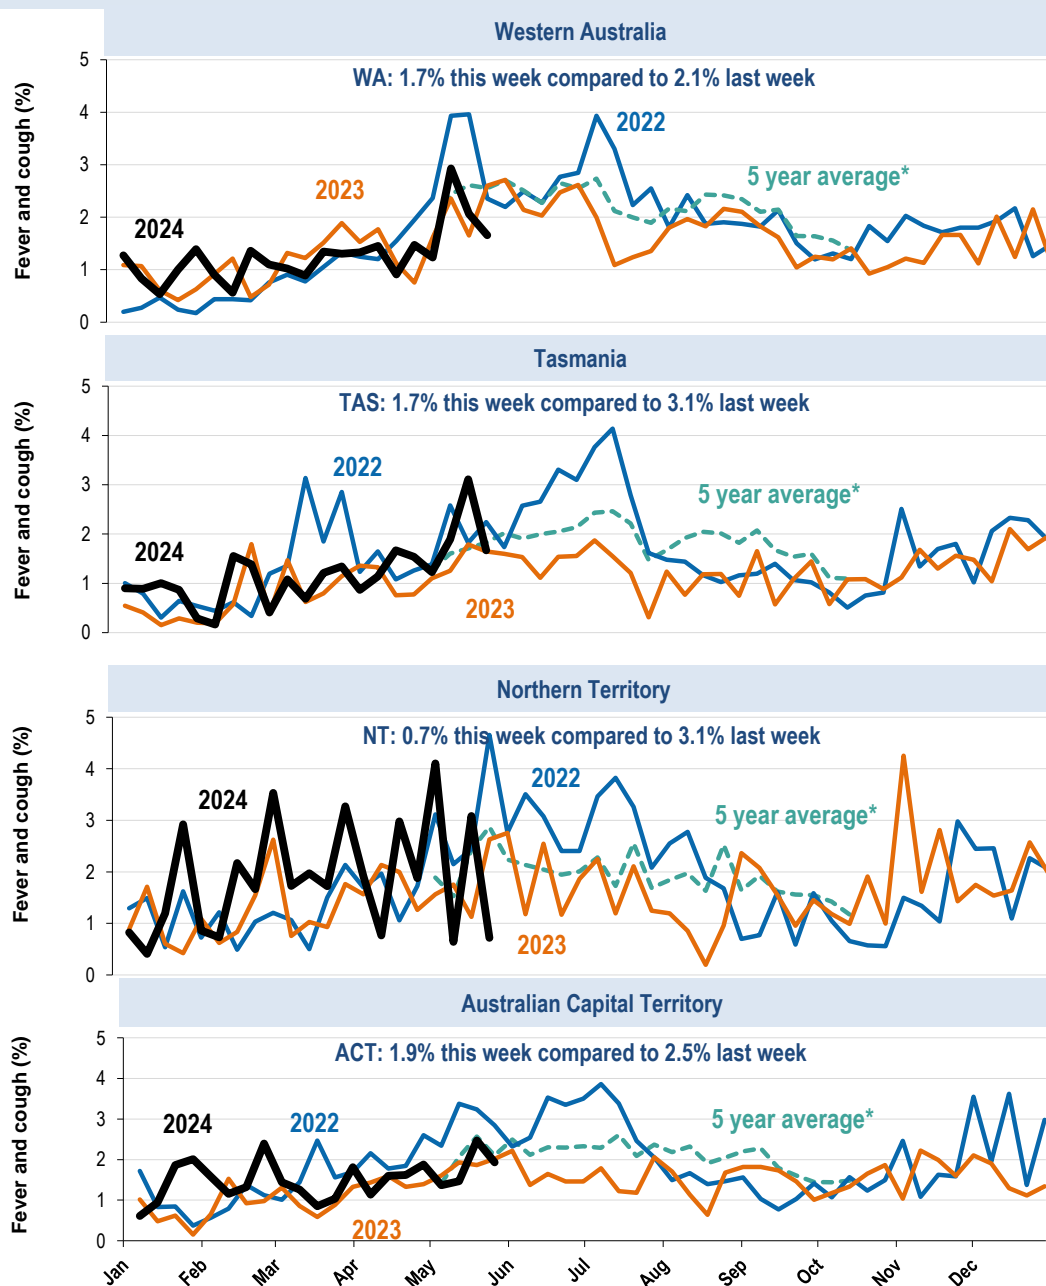 Western Australia
Fever and cough (%)
5
4
3
2
1
0
WA: 1.7% this week compared to 2.1% last week
2022
2023
2024
5 year average*
Tasmania
Fever and cough (%)
5
4
3
2
1
0
TAS: 1.7% this week compared to 3.1% last week
2022
2024
2023
5 year average*
Northern Territory
Fever and cough (%)
5
4
3
2
1
0
NT: 0.7% this week compared to 3.1% last week
2024
2022
5 year average*
2023
Australian Capital Territory
Fever and cough (%)
5
4
3
2
1
0
ACT: 1.9% this week compared to 2.5% last week
2024
2022
5 year average*
2023
Jan
Feb
Mar
Apr
May
Jun
Jul
Aug
Sep
Oct
Nov
Dec